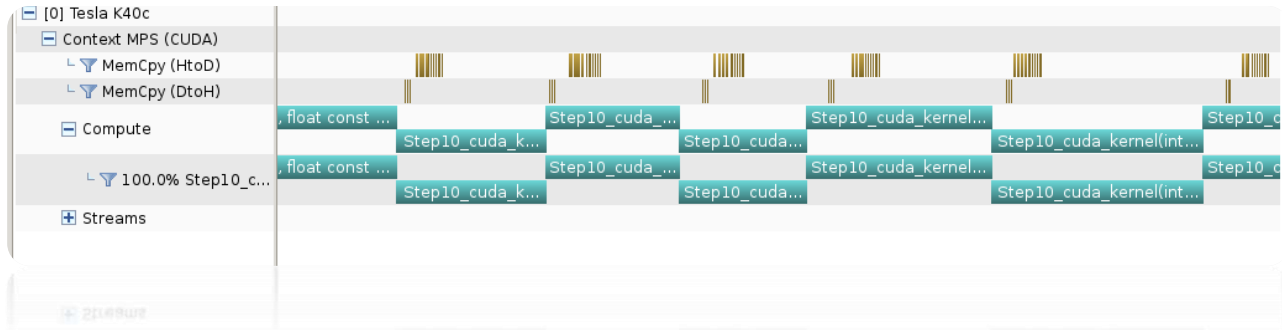 [0] Tesla K40c
Context MPS (CUDA)
MemCpy (HtoD)
MemCpy (DtoH)
, float const ... Step10_cuda_... Step10_cuda_kernel... Step10_c
Compute
Step10_cuda_k... Step10_cuda... Step10_cuda_kernel(int...
, float const ... Step10_cuda_... Step10_cuda_kernel... Step10_c
100.0% Step10_c...
Step10_cuda_k... Step10_cuda... Step10_cuda_kernel(int...
Streams